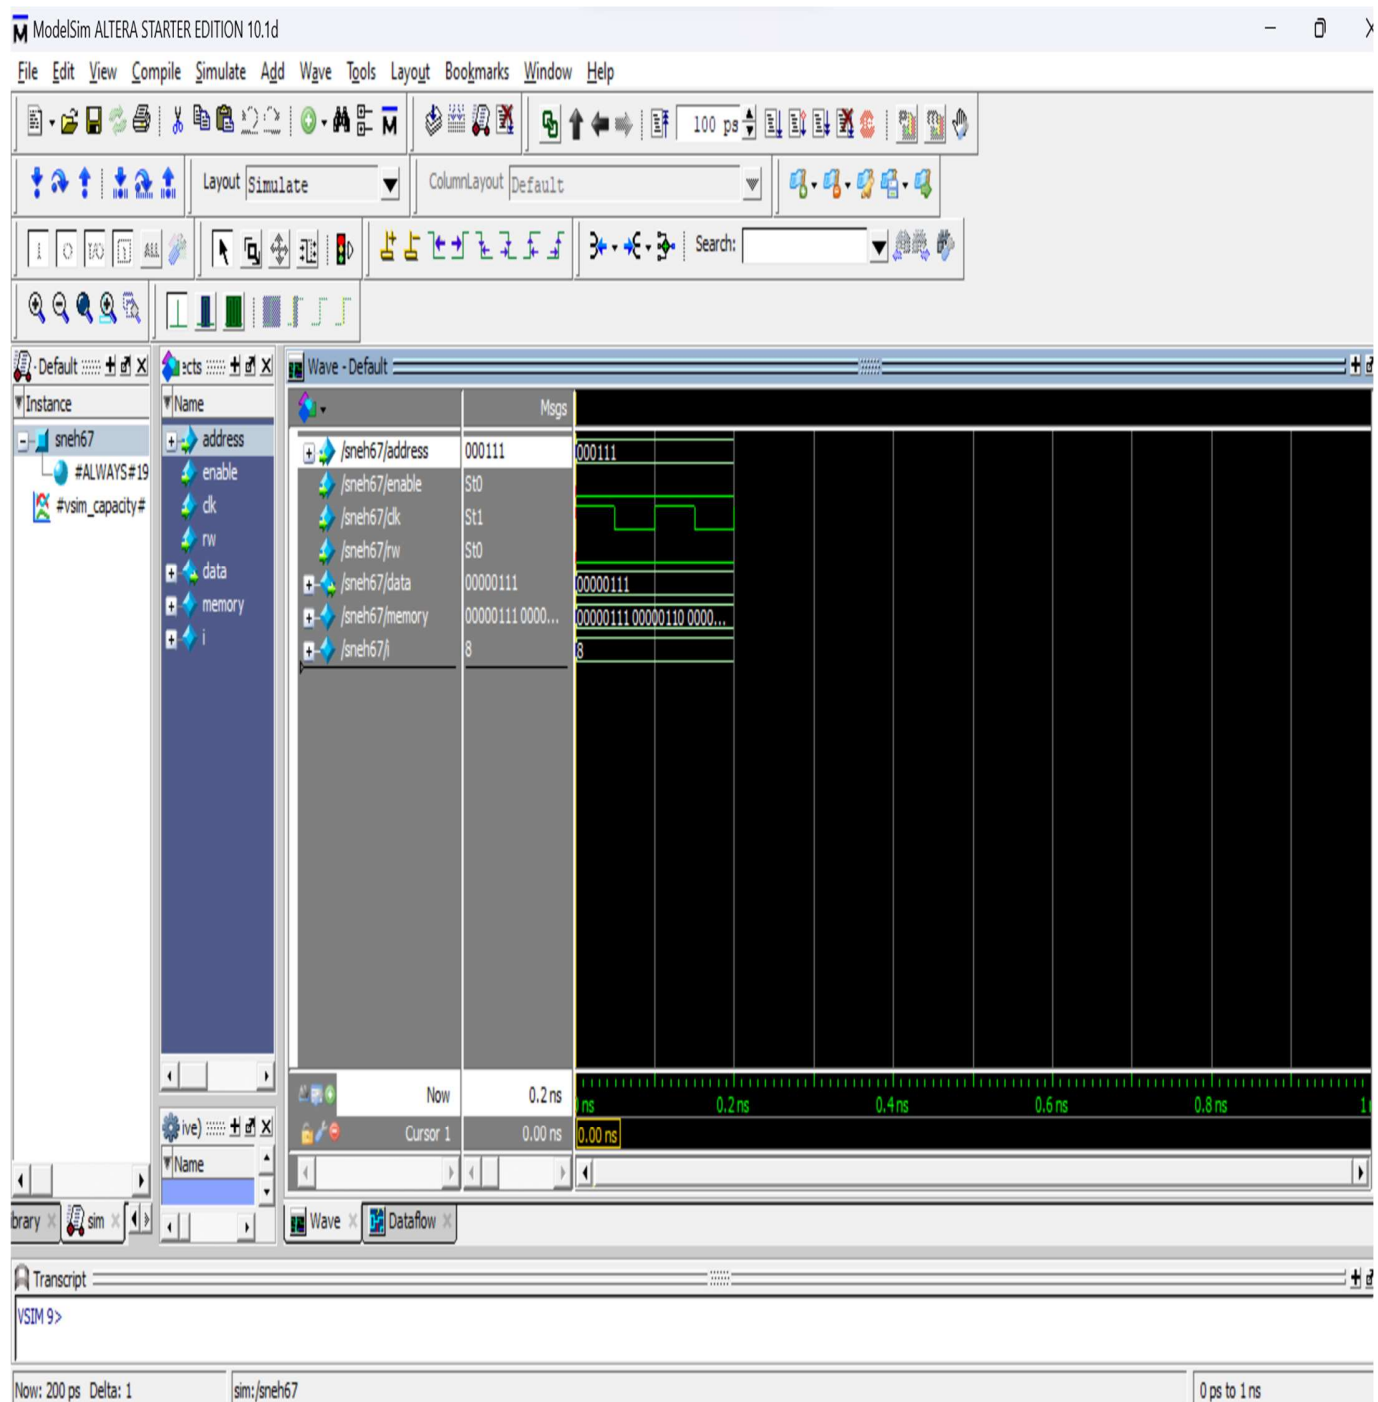 ModelSim ALTERA STARTER EDITION 10.1d
File Edit View Compile Simulate Add Wave Tools Layout Bookmarks Window Help
100 ps
Layout Simulate ColumnLayout Default
ALL Search:
Default ects Wave - Default
Instance Name Msgs
sneh67 address /sneh67/address 000111 000111
#ALWAYS#19 enable /sneh67/enable St0
#vsim_capacity# clk /sneh67/clk St1
rw /sneh67/rw St0
data /sneh67/data 00000111 00000111
memory /sneh67/memory 00000111 0000... 00000111 00000110 0000...
i /sneh67/i 8 8
Now 0.2 ns ns 0.2 ns 0.4 ns 0.6 ns 0.8 ns 1
ive) Cursor 1 0.00 ns 0.00 ns
Name
brary sim Wave Dataflow
Transcript
VSIM 9>
Now: 200 ps Delta: 1 sim:/sneh67 0 ps to 1 ns